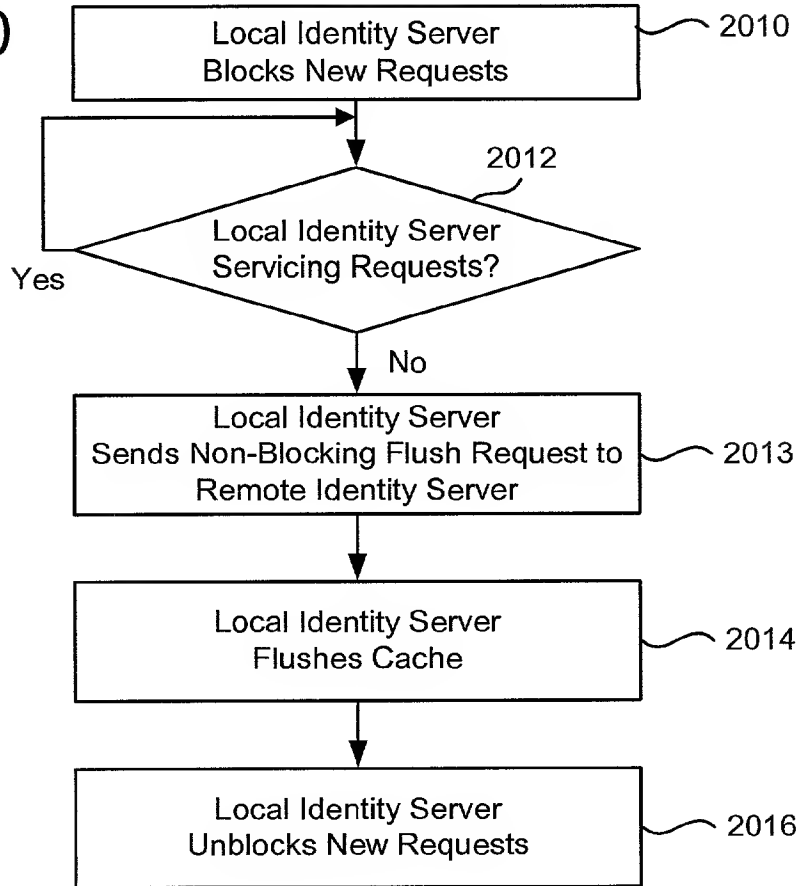 Local Identity Server
Blocks New Requests
2010
2012
Local Identity Server
Servicing Requests?
Yes
No
Local Identity Server
Sends Non-Blocking Flush Request to
Remote Identity Server
2013
Local Identity Server
Flushes Cache
2014
Local Identity Server
Unblocks New Requests
2016